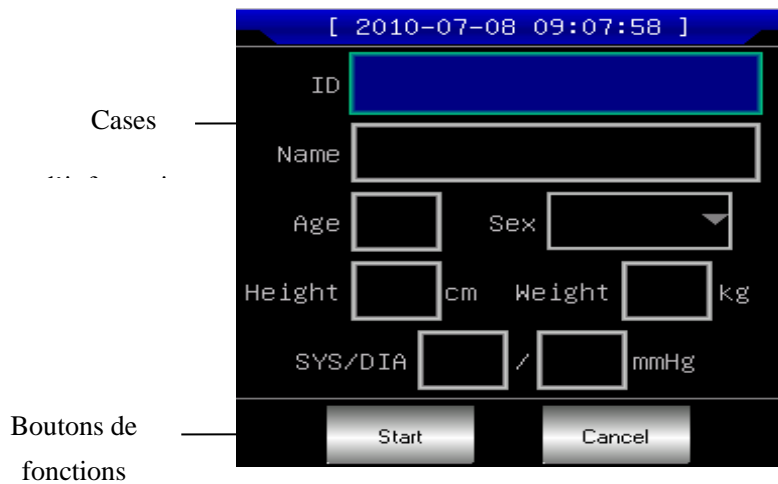 [ 2010-07-08 09:07:58 ]
ID
Cases
Name
Age Sex
Height cm Weight kg
SYS/DIA / mmHg
Boutons de
fonctions
Start Cancel